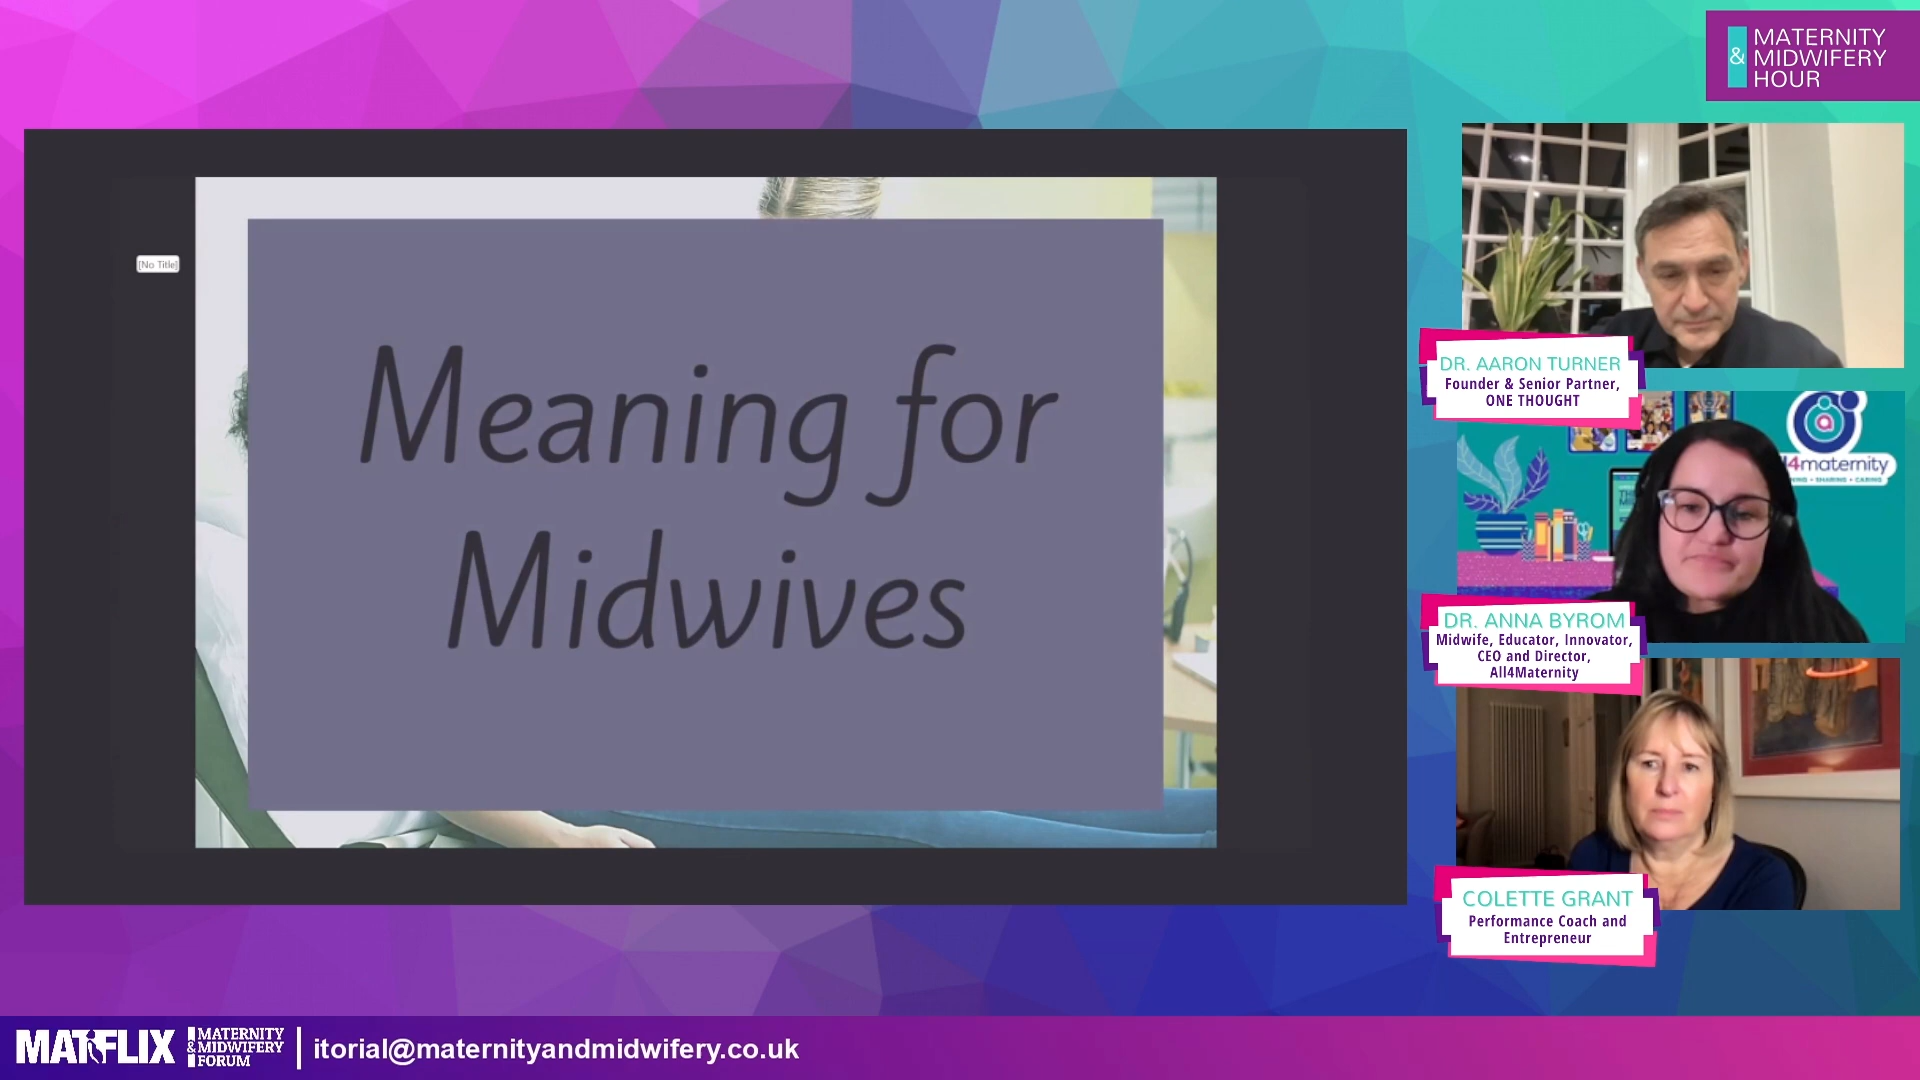 MATERNITY
& MIDWIFERY
HOUR
[No Title]
Meaning for
Midwives
DR. AARON TURNER
Founder & Senior Partner,
ONE THOUGHT
a
4maternity
SHARING • CARING
DR. ANNA BYROM
Midwife, Educator, Innovator,
CEO and Director,
All4Maternity
COLETTE GRANT
Performance Coach and
Entrepreneur
MATFLIX
MATERNITY
& MIDWIFERY
FORUM
itorial@maternityandmidwifery.co.uk